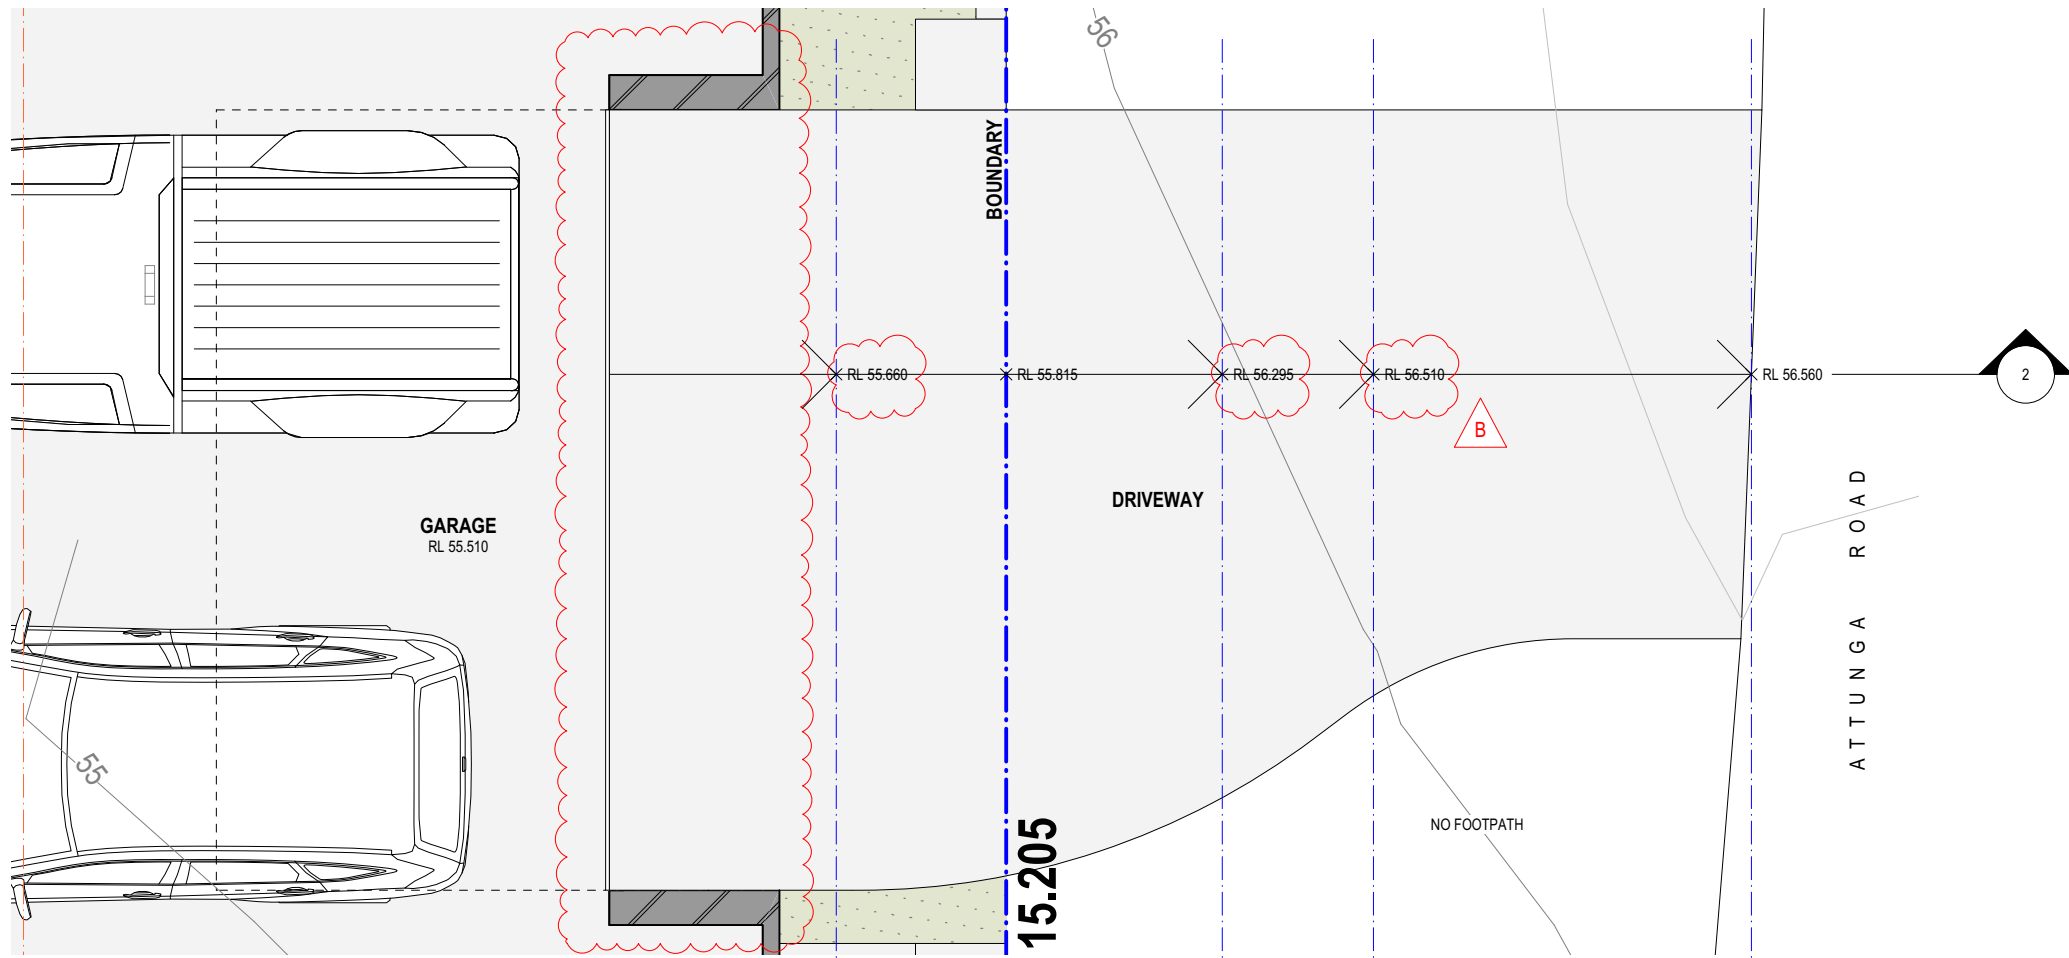 56
BOUNDARY
RL 55.660
RL 55.815
RL 56.295
RL 56.510
RL 56.560
2
B
DRIVEWAY
GARAGE
RL 55.510
ATTUNGA ROAD
55
15.205
NO FOOTPATH